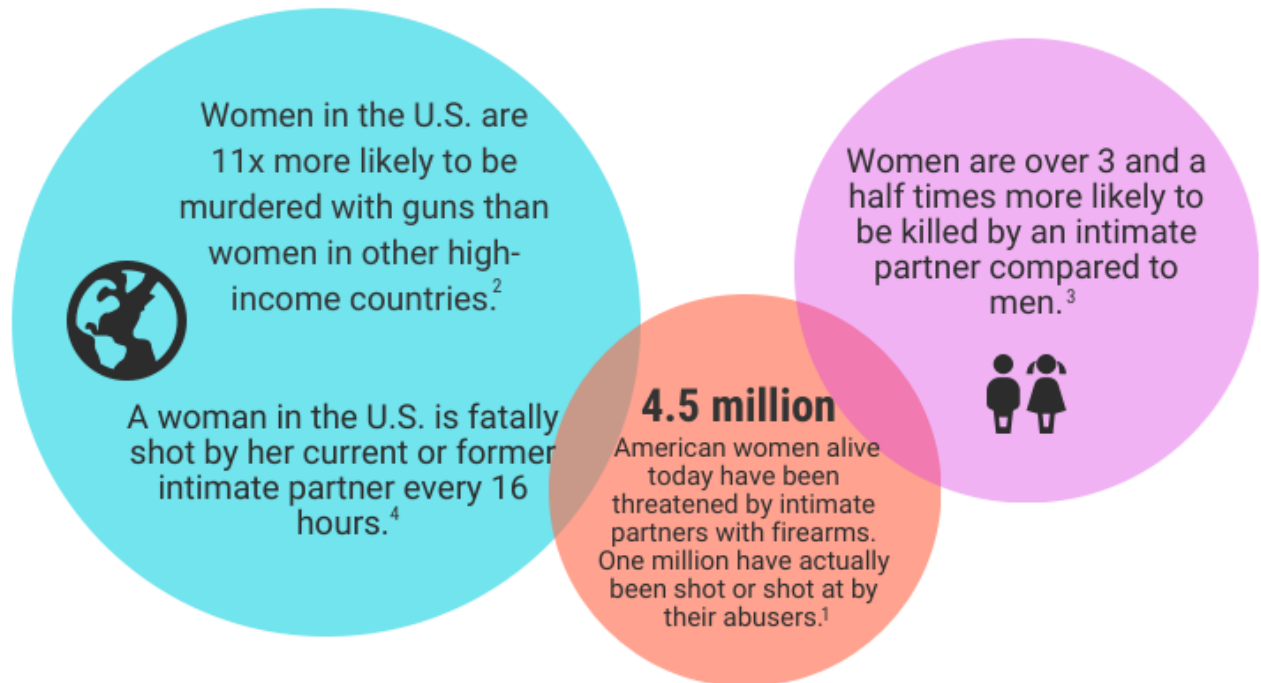 Women in the U.S. are
11x more likely to be
murdered with guns than
women in other high-
income countries.²
A woman in the U.S. is fatally
shot by her current or former
intimate partner every 16
hours.⁴
4.5 million
American women alive
today have been
threatened by intimate
partners with firearms.
One million have actually
been shot or shot at by
their abusers.¹
Women are over 3 and a
half times more likely to
be killed by an intimate
partner compared to
men.³